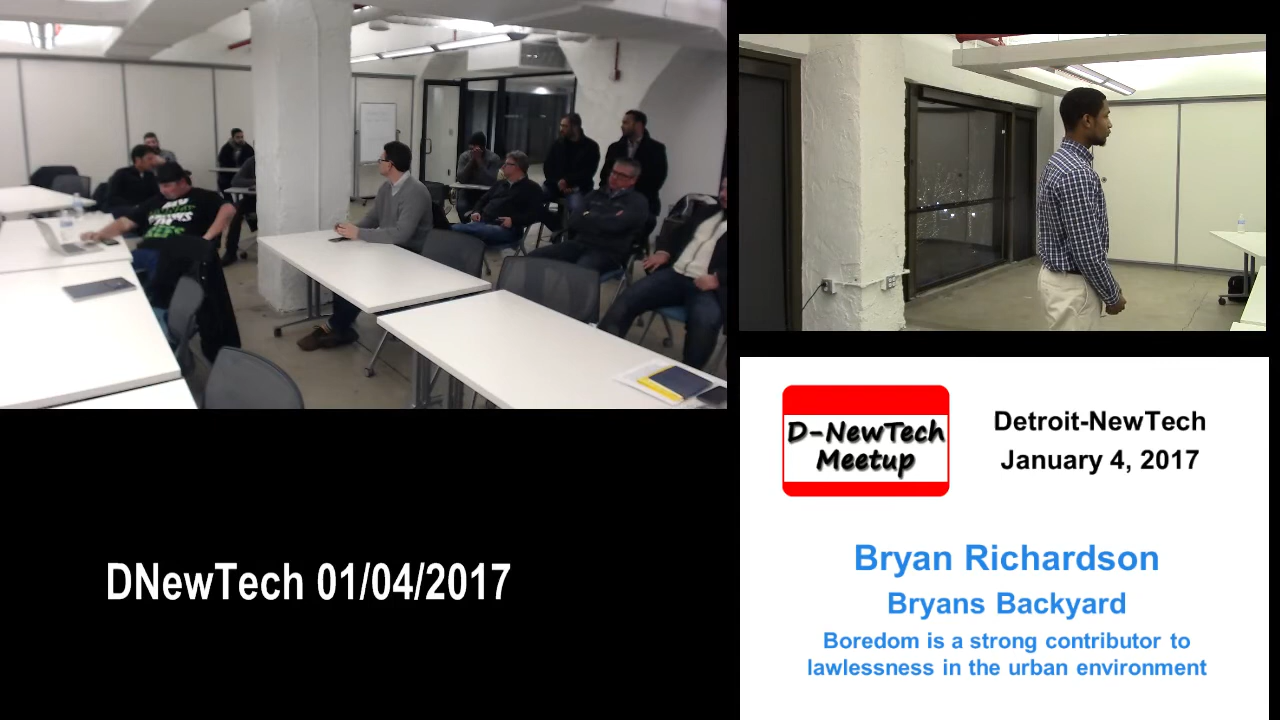 D-NewTech
Meetup
Detroit-NewTech
January 4, 2017
Bryan Richardson
Bryans Backyard
Boredom is a strong contributor to
lawlessness in the urban environment
DNewTech 01/04/2017